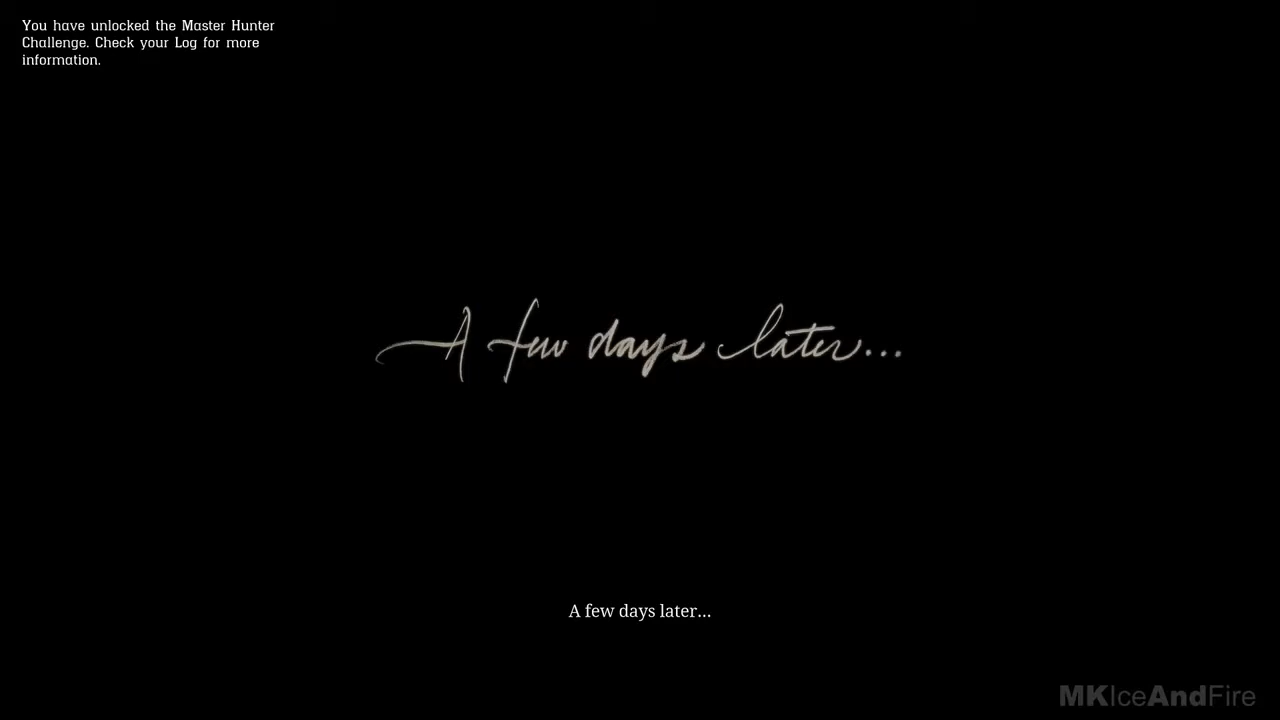 You have unlocked the Master Hunter
Challenge. Check your Log for more
information.
A few days later...
A few days later...
MKIceAndFire